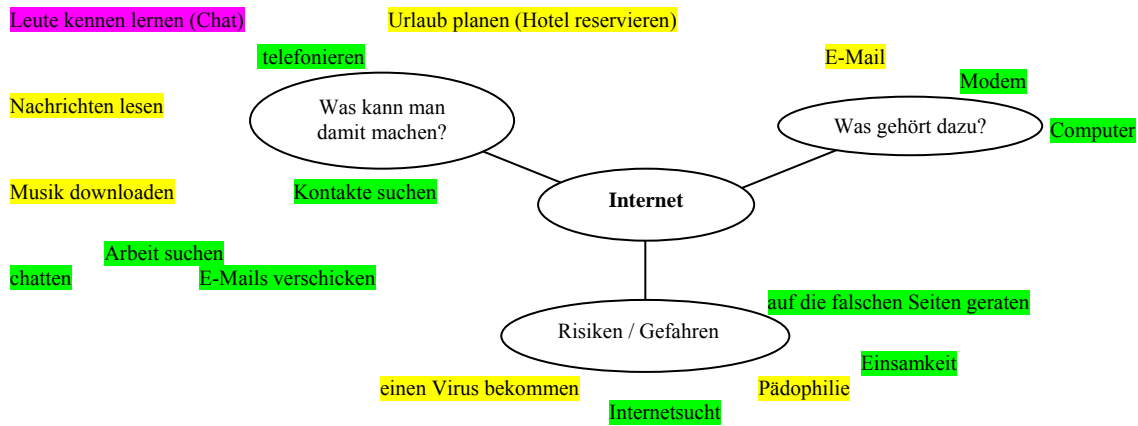 Leute kennen lernen (Chat)
Urlaub planen (Hotel reservieren)
telefonieren
E-Mail
Modem
Nachrichten lesen
Was kann man
damit machen?
Was gehört dazu?
Computer
Musik downloaden
Kontakte suchen
Internet
Arbeit suchen
chatten
E-Mails verschicken
auf die falschen Seiten geraten
Risiken / Gefahren
Einsamkeit
einen Virus bekommen
Pädophilie
Internetsucht